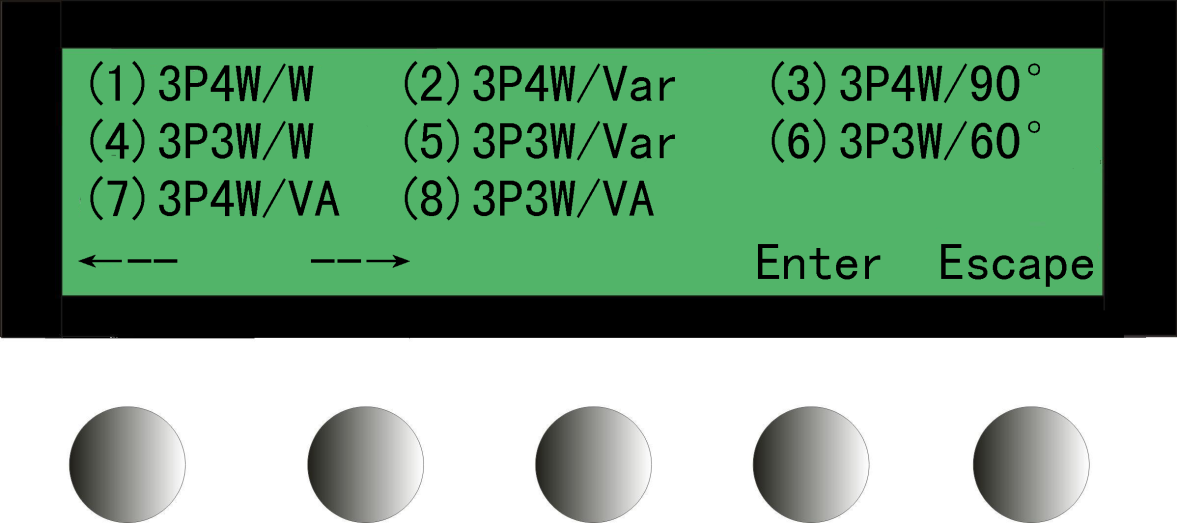 (1)3P4W/W (2)3P4W/Var (3)3P4W/90°
(4)3P3W/W (5)3P3W/Var (6)3P3W/60°
(7)3P4W/VA (8)3P3W/VA
←-- --→ Enter Escape